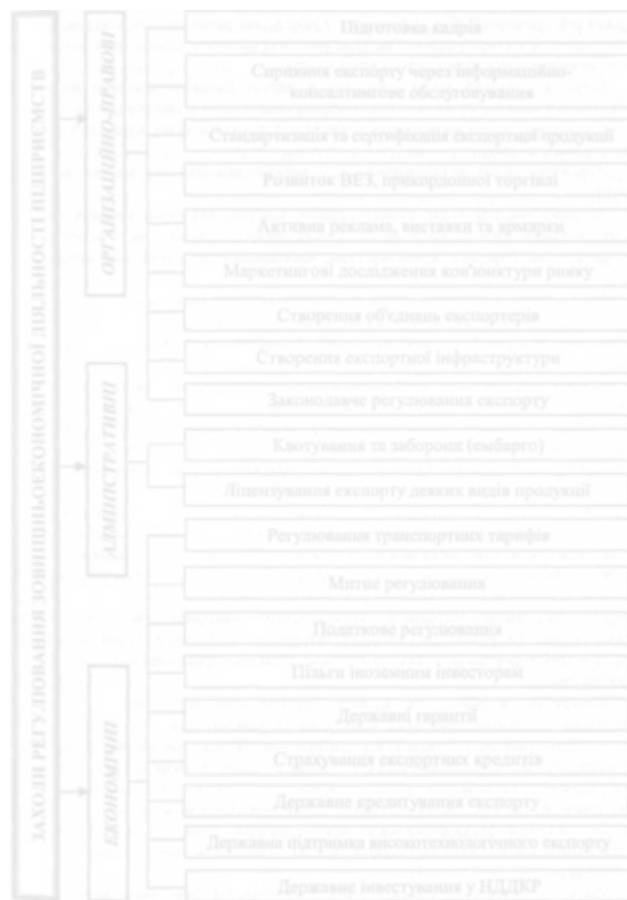 ЗАХОДИ РЕГУЛЮВАННЯ ЗОВНІШНЬОЕКОНОМІЧНОЇ ДІЯЛЬНОСТІ ПІДПРИЄМСТВ
ОРГАНІЗАЦІЙНО-ПРАВОВІ
Підготовка кадрів
Сприяння експорту через інформаційно-
консалтингове обслуговування
Стандартизація та сертифікація експортної продукції
Розвиток ВЕЗ, прикордонної торгівлі
Активна реклама, виставки та ярмарки
Маркетингові дослідження кон'юнктури ринку
Створення об'єднань експортерів
Створення експортної інфраструктури
Законодавче регулювання експорту
АДМІНІСТРАТИВНІ
Квотування та заборони (ембарго)
Ліцензування експорту деяких видів продукції
ЕКОНОМІЧНІ
Регулювання транспортних тарифів
Митне регулювання
Податкове регулювання
Пільги іноземним інвесторам
Державні гарантії
Страхування експортних кредитів
Державне кредитування експорту
Державна підтримка високотехнологічного експорту
Державне інвестування у НДДКР